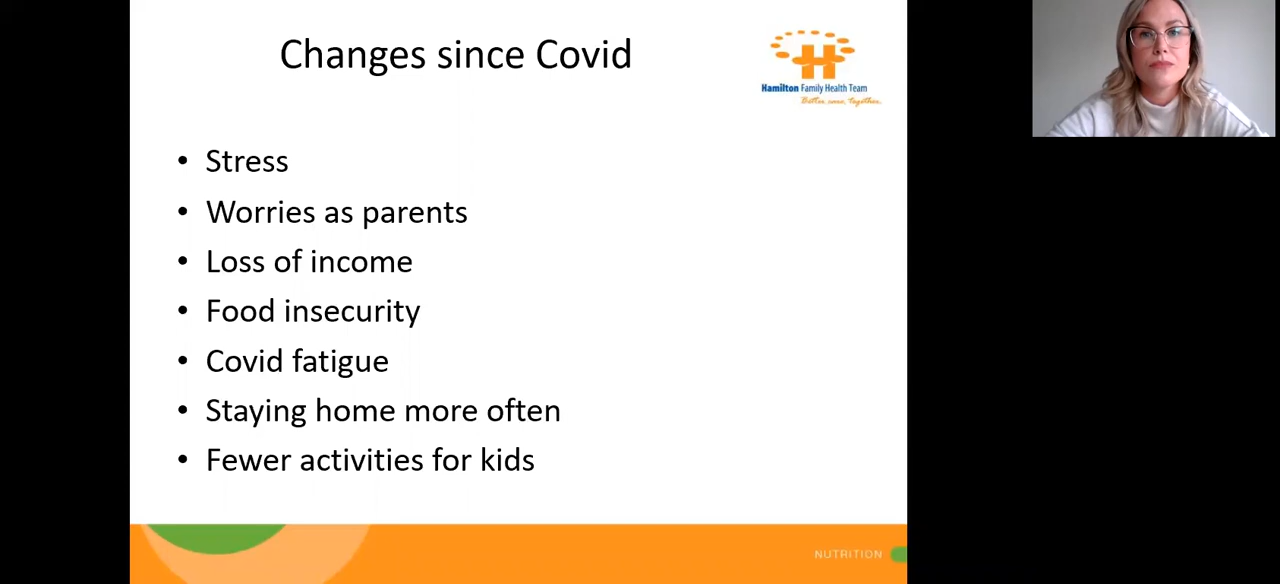 Changes since Covid
H
Hamilton Family Health Team
Better care, together.
• Stress
• Worries as parents
• Loss of income
• Food insecurity
• Covid fatigue
• Staying home more often
• Fewer activities for kids
NUTRITION